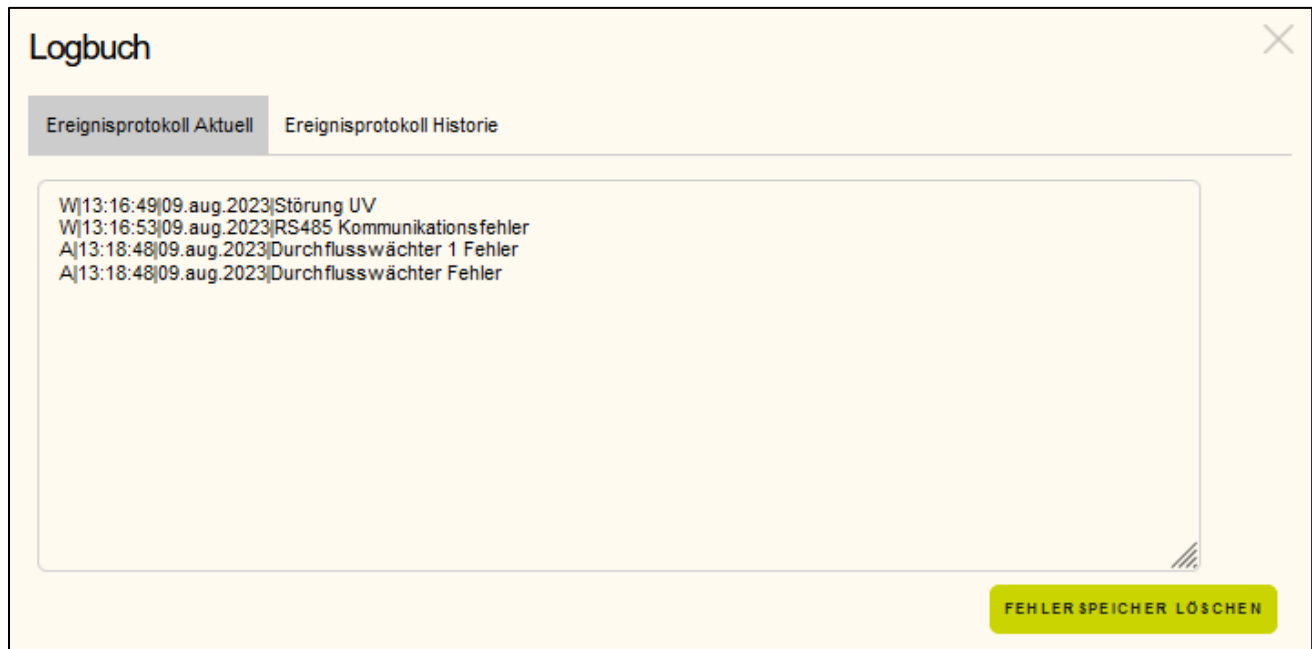 Logbuch
Ereignisprotokoll Aktuell Ereignisprotokoll Historie
W|13:16:49|09.aug.2023|Störung UV
W|13:16:53|09.aug.2023|RS485 Kommunikationsfehler
A|13:18:48|09.aug.2023|Durchflusswächter 1 Fehler
A|13:18:48|09.aug.2023|Durchflusswächter Fehler
FEHLERSPEICHER LÖSCHEN